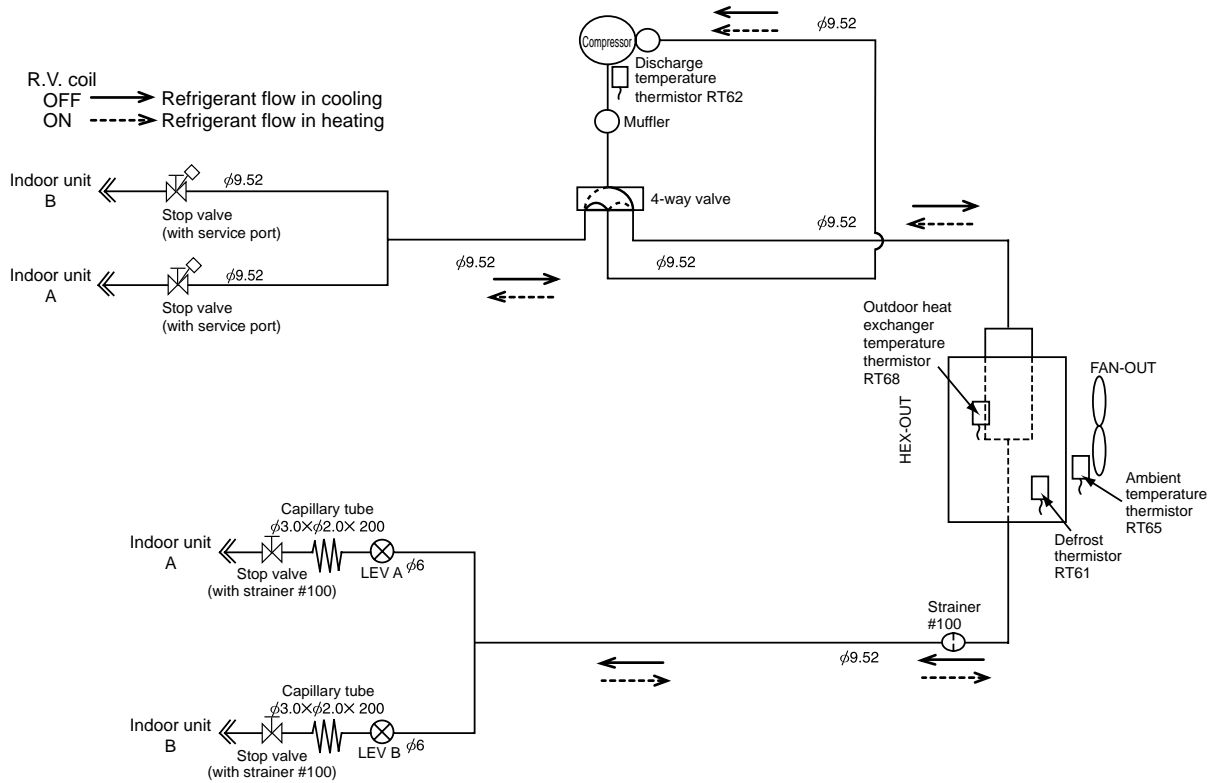 Compressor
ϕ9.52
Discharge
temperature
thermistor RT62
R.V. coil
OFF Refrigerant flow in cooling
ON Refrigerant flow in heating
Muffler
Indoor unit
B
ϕ9.52
Stop valve
(with service port)
4-way valve
ϕ9.52
Indoor unit
A
ϕ9.52
Stop valve
(with service port)
ϕ9.52
ϕ9.52
Outdoor heat
exchanger
temperature
thermistor
RT68
FAN-OUT
HEX-OUT
Ambient
temperature
thermistor
RT65
Defrost
thermistor
RT61
Capillary tube
ϕ3.0×ϕ2.0×200
Indoor unit
A
LEV A
ϕ6
Stop valve
(with strainer #100)
Strainer
#100
ϕ9.52
Capillary tube
ϕ3.0×ϕ2.0×200
Indoor unit
B
LEV B
ϕ6
Stop valve
(with strainer #100)